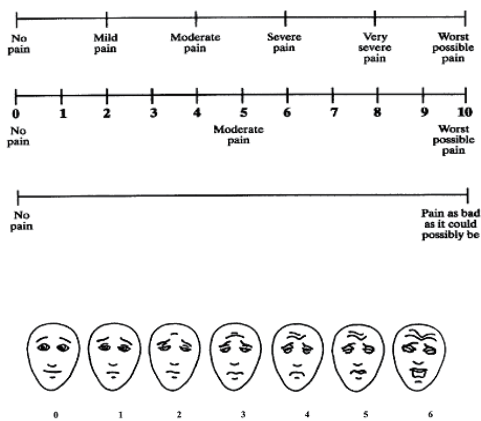 No pain
Mild pain
Moderate pain
Severe pain
Very severe pain
Worst possible pain
0 1 2 3 4 5 6 7 8 9 10
No pain
Moderate pain
Worst possible pain
No pain
Pain as bad as it could possibly be
0 1 2 3 4 5 6